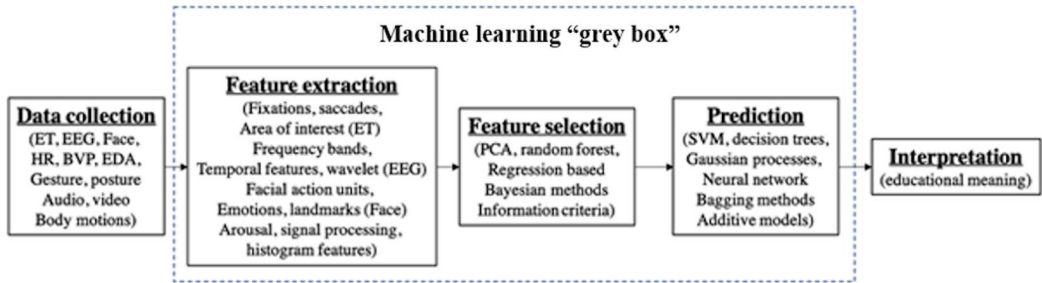 Machine learning “grey box”
Data collection
(ET, EEG, Face,
HR, BVP, EDA,
Gesture, posture
Audio, video
Body motions)
Feature extraction
(Fixations, saccades,
Area of interest (ET)
Frequency bands,
Temporal features, wavelet (EEG)
Facial action units,
Emotions, landmarks (Face)
Arousal, signal processing,
histogram features)
Feature selection
(PCA, random forest,
Regression based
Bayesian methods
Information criteria)
Prediction
(SVM, decision trees,
Gaussian processes,
Neural network
Bagging methods
Additive models)
Interpretation
(educational meaning)